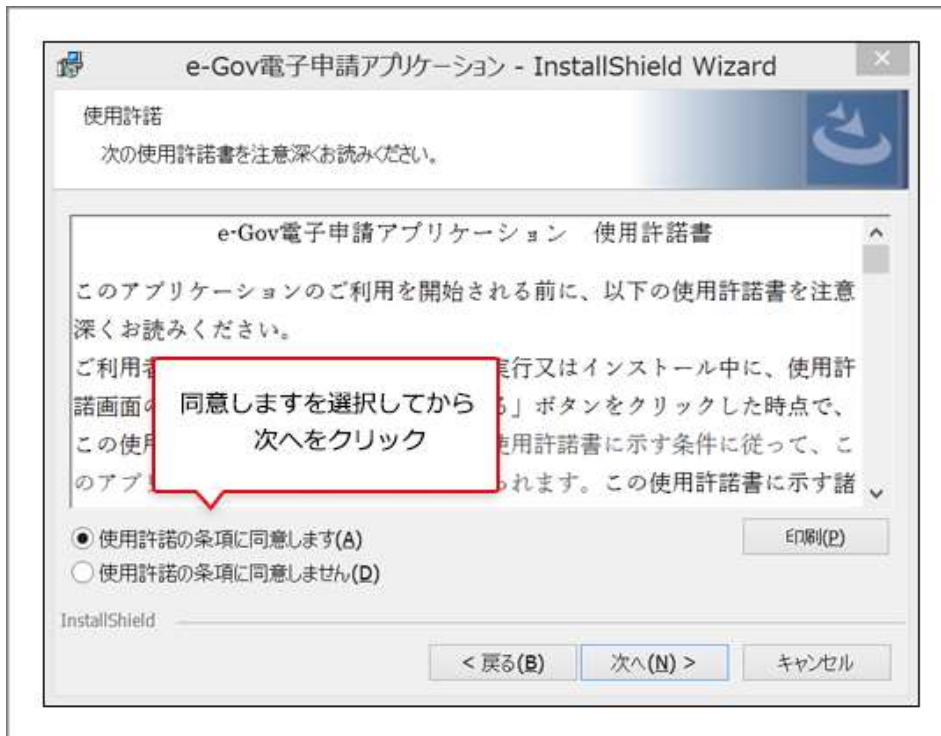 e-Gov電子申請アプリケーション - InstallShield Wizard
使用許諾
次の使用許諾書を注意深くお読みください。
e-Gov電子申請アプリケーション 使用許諾書
このアプリケーションのご利用を開始される前に、以下の使用許諾書を注意
深くお読みください。
ご利用者 実行又はインストール中に、使用許
諾画面の る」ボタンをクリックした時点で、
この使用 使用許諾書に示す条件に従って、こ
のアプリ られます。この使用許諾書に示す諸
同意しますを選択してから
次へをクリック
使用許諾の条項に同意します(A)
印刷(P)
使用許諾の条項に同意しません(D)
InstallShield
< 戻る(B) 次へ(N) > キャンセル